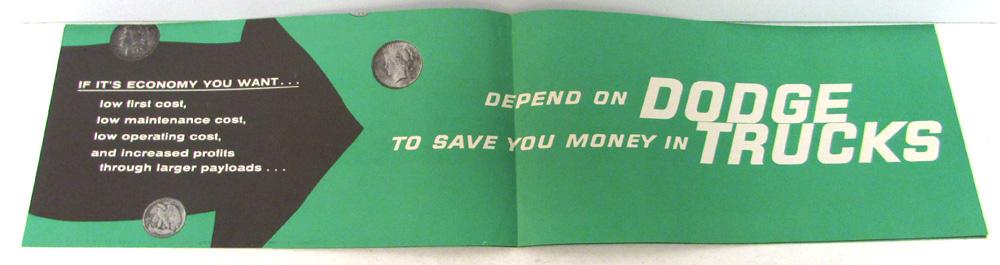 IF IT'S ECONOMY YOU WANT...
low first cost,
low maintenance cost,
low operating cost,
and increased profits
through larger payloads...
DEPEND ON DODGE
TO SAVE YOU MONEY IN TRUCKS